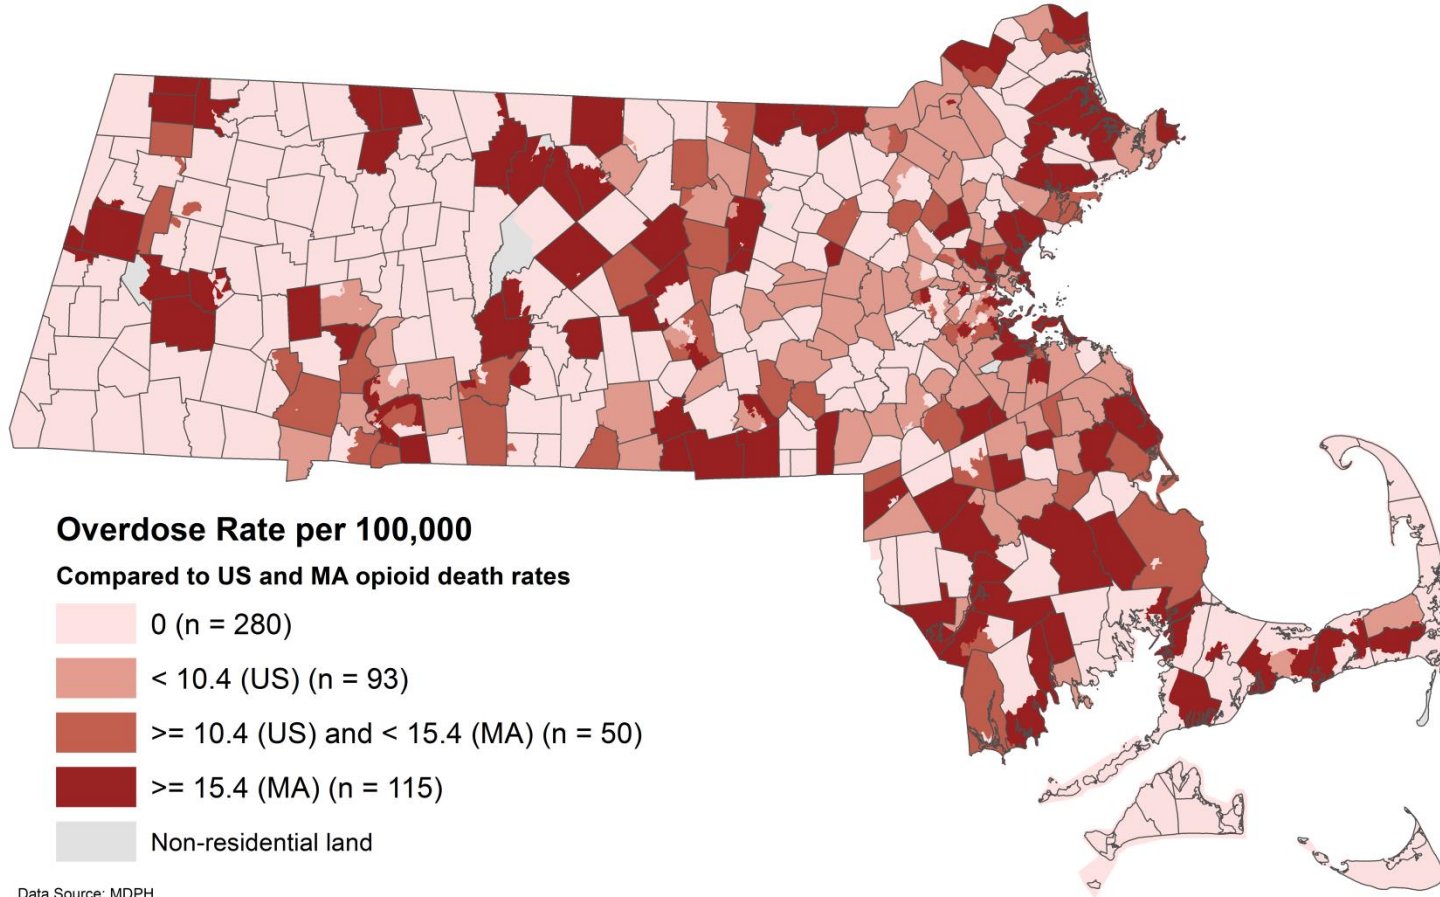 Overdose Rate per 100,000
Compared to US and MA opioid death rates
0 (n = 280)
< 10.4 (US) (n = 93)
>= 10.4 (US) and < 15.4 (MA) (n = 50)
>= 15.4 (MA) (n = 115)
Non-residential land
Data Source: MDPH